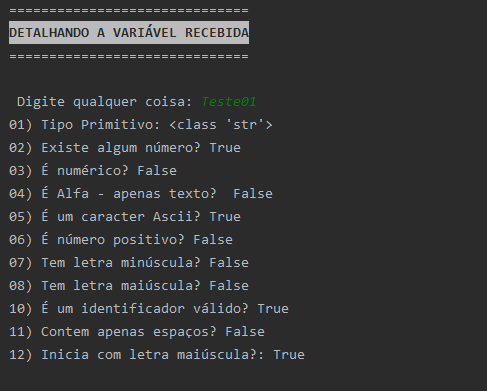 ==============================
DETALHANDO A VARIÁVEL RECEBIDA
==============================
Digite qualquer coisa: Teste01
01) Tipo Primitivo: <class 'str'>
02) Existe algum número? True
03) É numérico? False
04) É Alfa - apenas texto?  False
05) É um caracter Ascii? True
06) É número positivo? False
07) Tem letra minúscula? False
08) Tem letra maiúscula? False
10) É um identificador válido? True
11) Contem apenas espaços? False
12) Inicia com letra maiúscula?: True